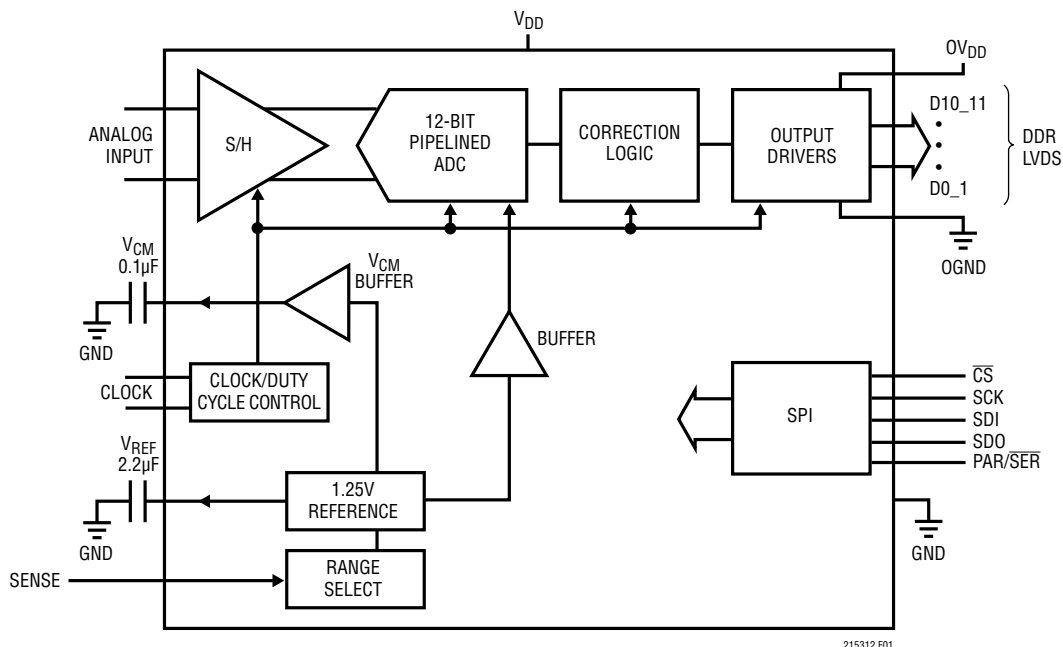 VDD
OVDD
ANALOG
INPUT
S/H
12-BIT
PIPELINED
ADC
CORRECTION
LOGIC
OUTPUT
DRIVERS
D10_11
•
•
•
D0_1
DDR
LVDS
OGND
VCM
0.1µF
GND
VCM
BUFFER
BUFFER
CLOCK
CLOCK/DUTY
CYCLE CONTROL
VREF
2.2µF
GND
1.25V
REFERENCE
SENSE
RANGE
SELECT
SPI
C̅S̅
SCK
SDI
SDO
PAR/S̅E̅R̅
GND
215312 F01